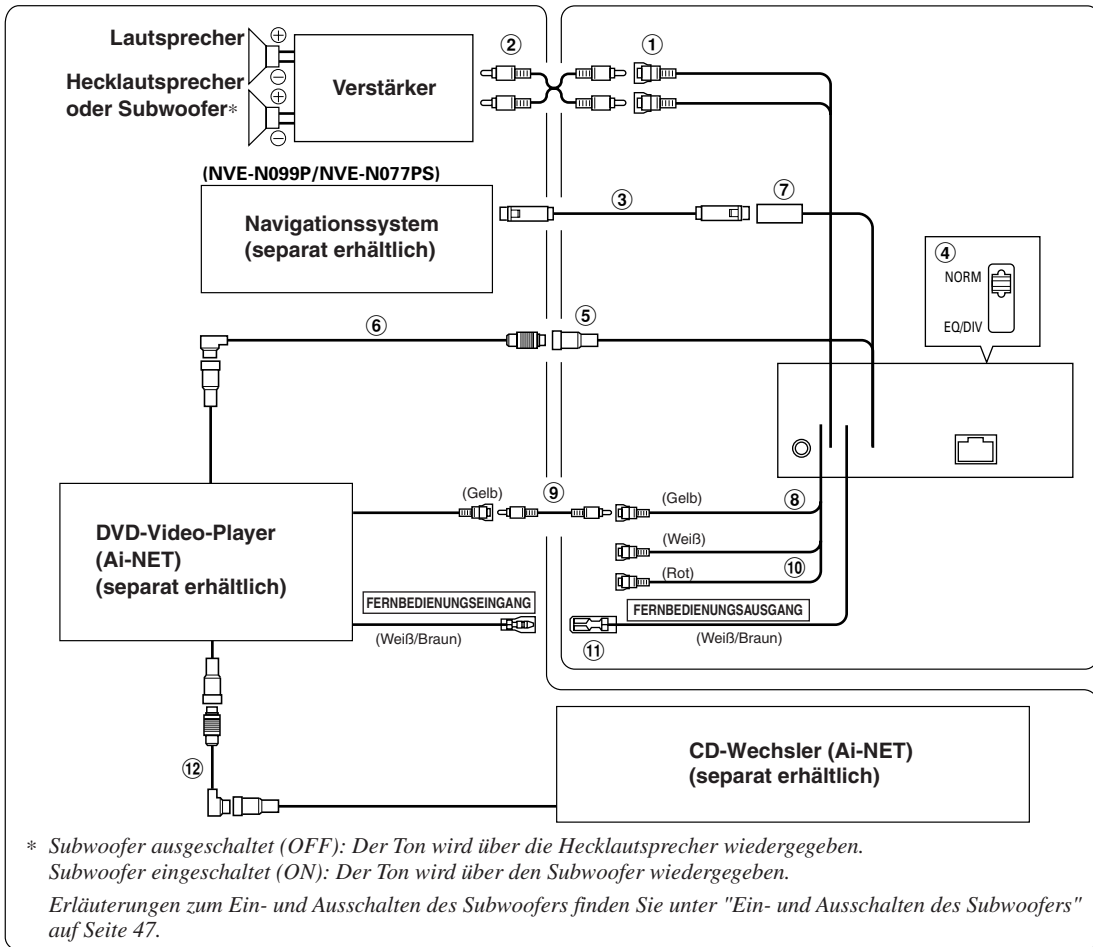 Lautsprecher
⊕
⊖
Hecklautsprecher
oder Subwoofer*
⊕
⊖
Verstärker
②
①
(NVE-N099P/NVE-N077PS)
Navigationssystem
(separat erhältlich)
③
⑦
④
NORM
EQ/DIV
⑥
⑤
DVD-Video-Player
(Ai-NET)
(separat erhältlich)
(Gelb)
⑨
(Gelb)
⑧
(Weiß)
(Rot)
⑩
FERNBEDIENUNGSEINGANG
(Weiß/Braun)
FERNBEDIENUNGSAUSGANG
(Weiß/Braun)
⑪
⑫
CD-Wechsler (Ai-NET)
(separat erhältlich)
* Subwoofer ausgeschaltet (OFF): Der Ton wird über die Hecklautsprecher wiedergegeben.
Subwoofer eingeschaltet (ON): Der Ton wird über den Subwoofer wiedergegeben.
Erläuterungen zum Ein- und Ausschalten des Subwoofers finden Sie unter "Ein- und Ausschalten des Subwoofers"
auf Seite 47.